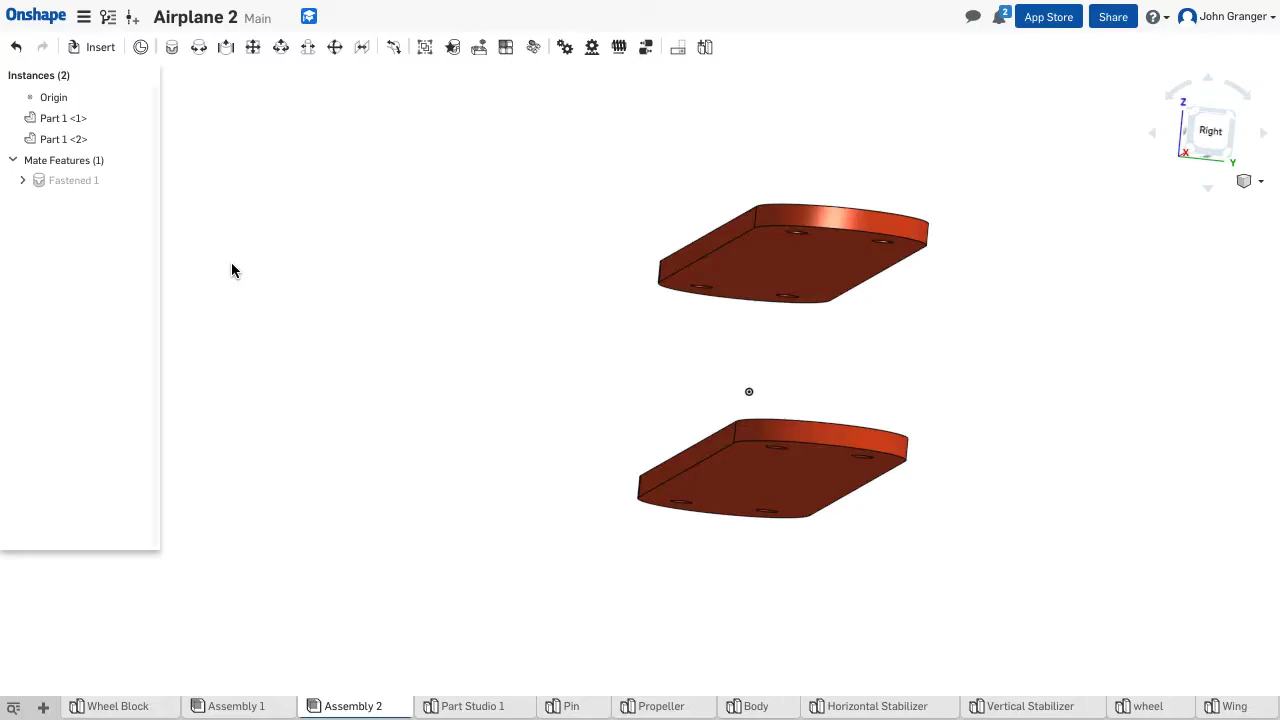 Onshape Airplane 2 Main 2 App Store Share John Granger
Insert
Instances (2)
Origin
Part 1 <1>
Part 1 <2>
Mate Features (1)
Fastened 1
Z
Right
X
Y
Wheel Block Assembly 1 Assembly 2 Part Studio 1 Pin Propeller Body Horizontal Stabilizer Vertical Stabilizer wheel Wing